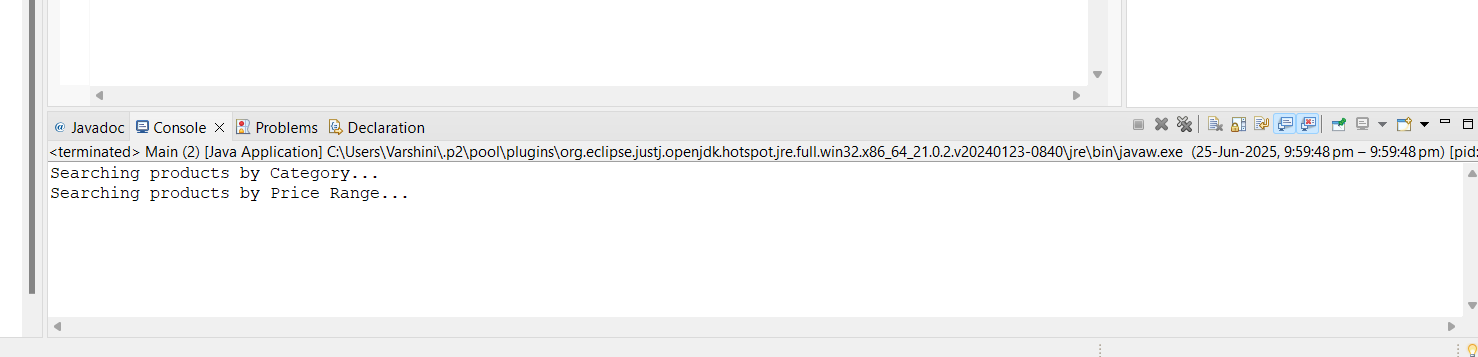 @ Javadoc Console Problems Declaration
<terminated> Main (2) [Java Application] C:\Users\Varshini\.p2\pool\plugins\org.eclipse.justj.openjdk.hotspot.jre.full.win32.x86_64_21.0.2.v20240123-0840\jre\bin\javaw.exe (25-Jun-2025, 9:59:48 pm – 9:59:48 pm) [pid:
Searching products by Category...
Searching products by Price Range...